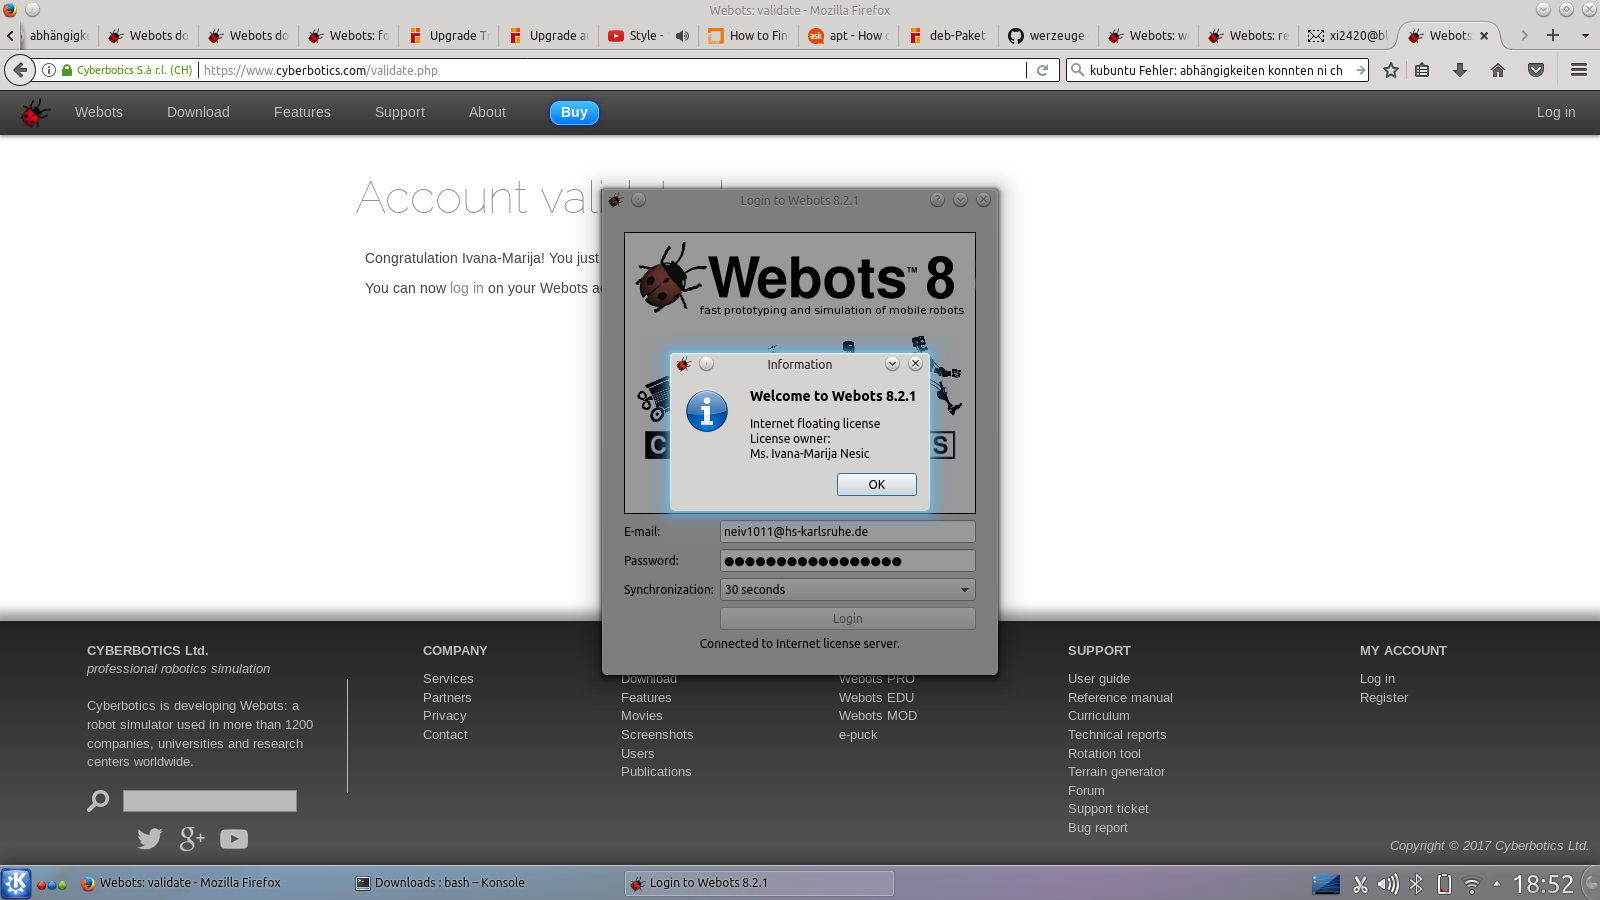 Webots: validate - Mozilla Firefox
abhängigk
Webots do
Webots do
Webots: fo
Upgrade T
Upgrade a
Style -
How to Fin
apt - How
deb-Paket
werzeuge
Webots: w
Webots: re
xi2420@bl
Webots
Cyberbotics S.à r.l. (CH)
https://www.cyberbotics.com/validate.php
kubuntu Fehler: abhängigkeiten konnten ni ch
Webots Download Features Support About Buy Log in
Account vali
Congratulation Ivana-Marija! You just
You can now log in on your Webots a
Login to Webots 8.2.1
Webots™ 8
fast prototyping and simulation of mobile robots
C S
Information
Welcome to Webots 8.2.1
Internet floating license
License owner:
Ms. Ivana-Marija Nesic
OK
E-mail: neiv1011@hs-karlsruhe.de
Password:
Synchronization: 30 seconds
Login
Connected to Internet license server.
CYBERBOTICS Ltd.
professional robotics simulation
Cyberbotics is developing Webots: a
robot simulator used in more than 1200
companies, universities and research
centers worldwide.
COMPANY
Services
Partners
Privacy
Contact
Download
Features
Movies
Screenshots
Users
Publications
Webots PRO
Webots EDU
Webots MOD
e-puck
SUPPORT
User guide
Reference manual
Curriculum
Technical reports
Rotation tool
Terrain generator
Forum
Support ticket
Bug report
MY ACCOUNT
Log in
Register
Copyright © 2017 Cyberbotics Ltd.
Webots: validate - Mozilla Firefox
Downloads : bash – Konsole
Login to Webots 8.2.1
18:52